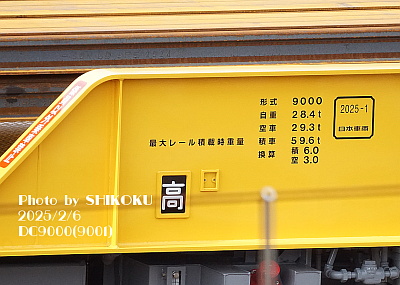 形式 9000
自重 28.4t
空車 29.3t
最大レール積載時重量 積車 59.6t
換算 積 6.0
空 3.0
2025-1
日本車両
高
Photo by SHIKOKU
2025/2/6
DC9000(9001)